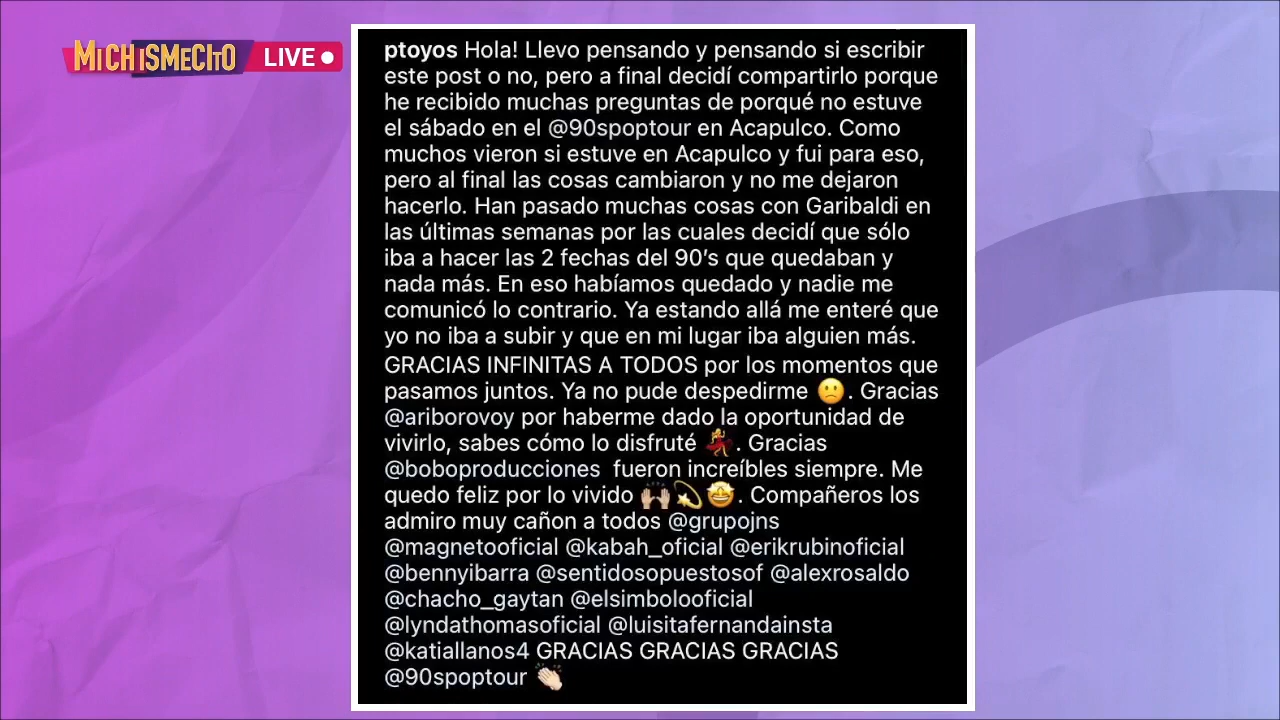 MICHISMECITO LIVE
ptoyos Hola! Llevo pensando y pensando si escribir
este post o no, pero a final decidí compartirlo porque
he recibido muchas preguntas de porqué no estuve
el sábado en el @90spoptour en Acapulco. Como
muchos vieron si estuve en Acapulco y fui para eso,
pero al final las cosas cambiaron y no me dejaron
hacerlo. Han pasado muchas cosas con Garibaldi en
las últimas semanas por las cuales decidí que sólo
iba a hacer las 2 fechas del 90's que quedaban y
nada más. En eso habíamos quedado y nadie me
comunicó lo contrario. Ya estando allá me enteré que
yo no iba a subir y que en mi lugar iba alguien más.
GRACIAS INFINITAS A TODOS por los momentos que
pasamos juntos. Ya no pude despedirme 🙁. Gracias
@ariborovoy por haberme dado la oportunidad de
vivirlo, sabes cómo lo disfruté 💃. Gracias
@boboproducciones fueron increíbles siempre. Me
quedo feliz por lo vivido 🙌🏼💫🤩. Compañeros los
admiro muy cañon a todos @grupojns
@magnetooficial @kabah_oficial @erikrubinoficial
@bennyibarra @sentidosopuestosof @alexrosaldo
@chacho_gaytan @elsimbolooficial
@lyndathomasoficial @luisitafernandainsta
@katiallanos4 GRACIAS GRACIAS GRACIAS
@90spoptour 👏🏻